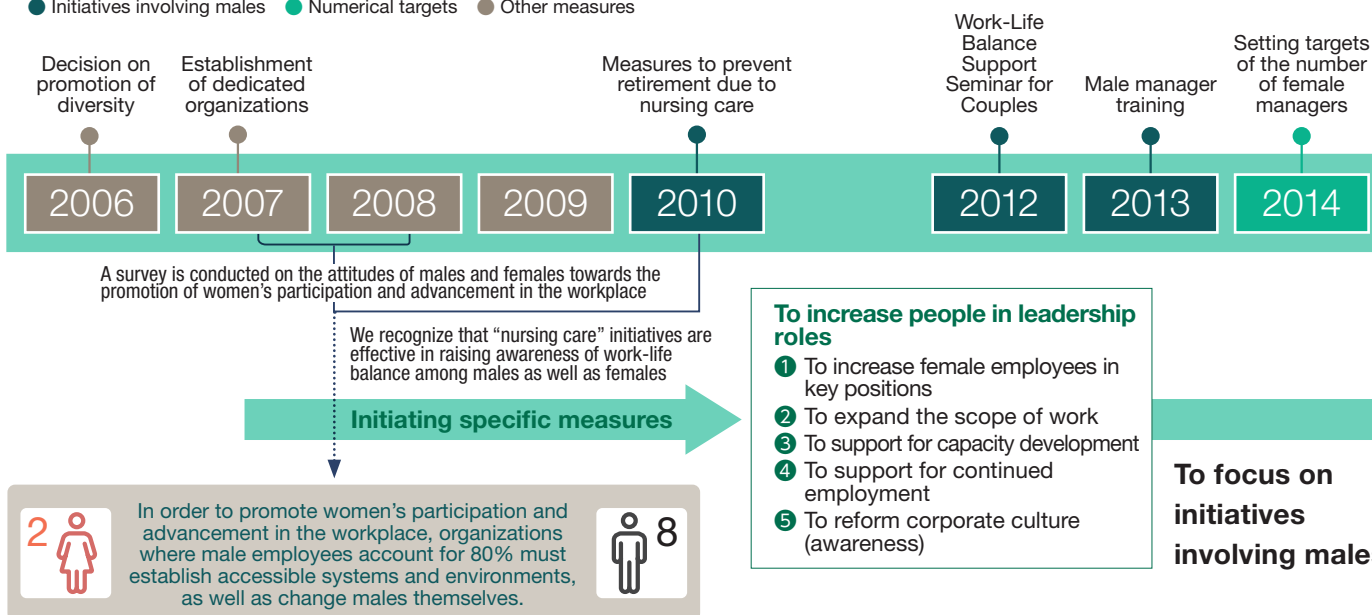 Initiatives involving males
Numerical targets
Other measures
Decision on
promotion of
diversity
Establishment
of dedicated
organizations
Measures to prevent
retirement due to
nursing care
Work-Life
Balance
Support
Seminar for
Couples
Male manager
training
Setting targets
of the number
of female
managers
2006
2007
2008
2009
2010
2012
2013
2014
A survey is conducted on the attitudes of males and females towards the
promotion of women's participation and advancement in the workplace
We recognize that “nursing care” initiatives are
effective in raising awareness of work-life
balance among males as well as females
Initiating specific measures
To increase people in leadership
roles
1 To increase female employees in
key positions
2 To expand the scope of work
3 To support for capacity development
4 To support for continued
employment
5 To reform corporate culture
(awareness)
To focus on
initiatives
involving male
2
In order to promote women's participation and
advancement in the workplace, organizations
where male employees account for 80% must
establish accessible systems and environments,
as well as change males themselves.
8